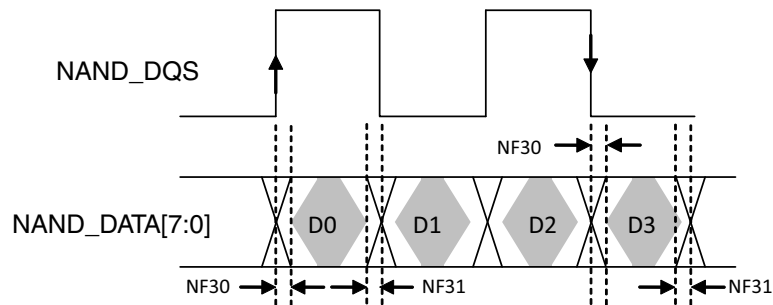 NAND_DQS
NF30
NAND_DATA[7:0]
D0
D1
D2
D3
NF30
NF31
NF31